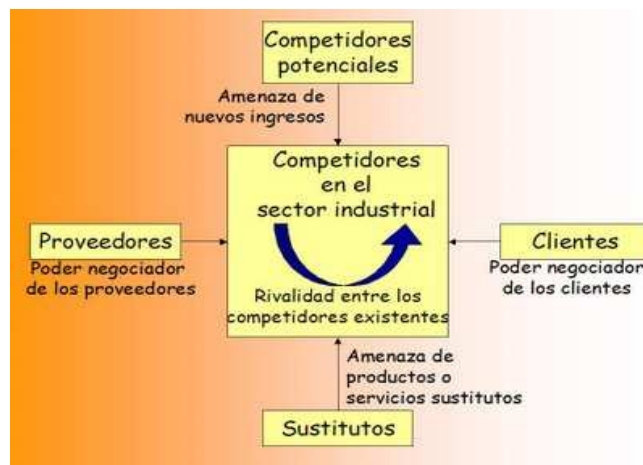 Competidores
potenciales
Amenaza de
nuevos ingresos
Competidores
en el
sector industrial
Proveedores
Poder negociador
de los proveedores
Clientes
Poder negociador
de los clientes
Rivalidad entre los
competidores existentes
Amenaza de
productos o
servicios sustitutos
Sustitutos